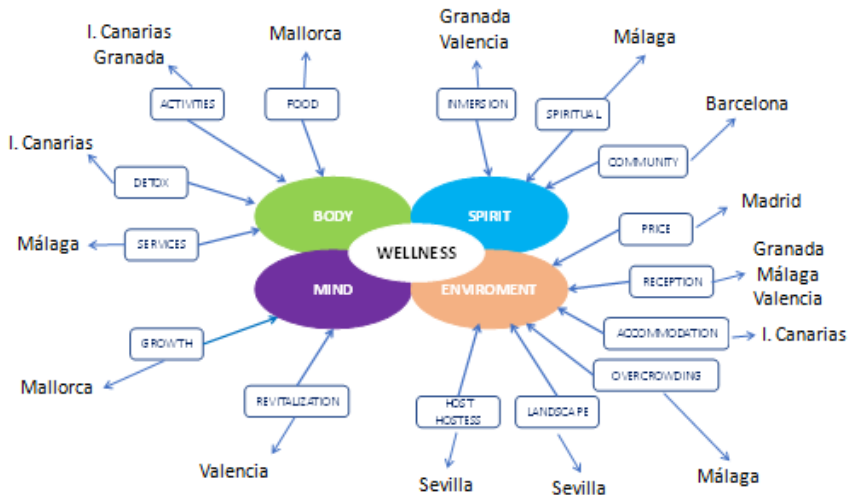 I. Canarias
Granada
Mallorca
Granada
Valencia
Málaga
ACTIVITIES
FOOD
INMERSION
SPIRITUAL
Barcelona
I. Canarias
COMMUNITY
DETOX
BODY
SPIRIT
Madrid
PRICE
Málaga
SERVICES
WELLNESS
Granada
Málaga
Valencia
RECEPTION
MIND
ENVIROMENT
ACCOMMODATION
I. Canarias
GROWTH
OVERCROWDING
Mallorca
REVITALIZATION
HOST
HOSTESS
LANDSCAPE
Valencia
Sevilla
Sevilla
Málaga